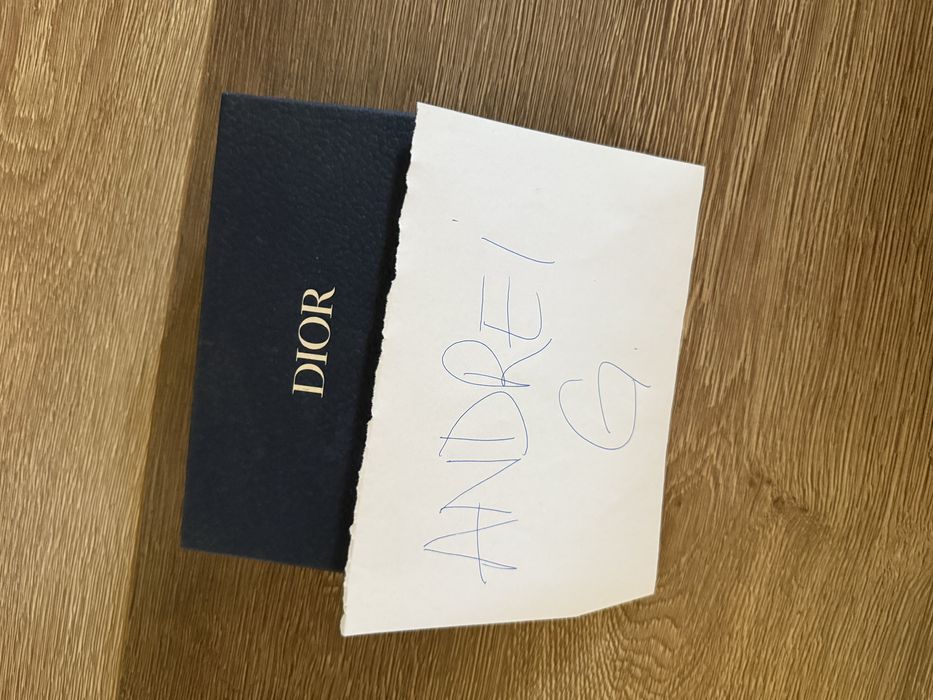 DIOR
ANDREI
G